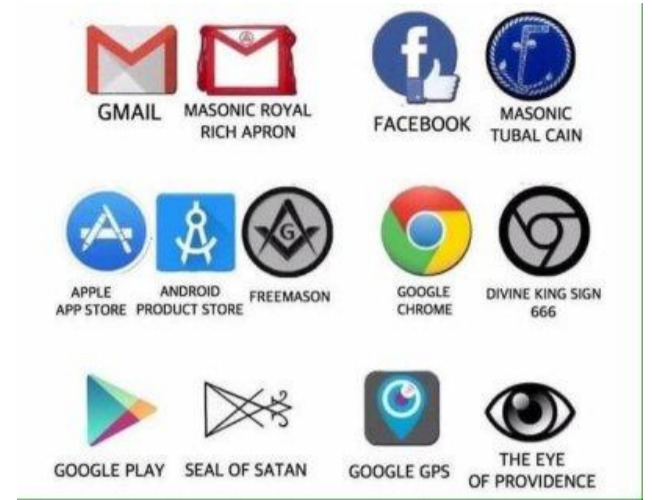 GMAIL
MASONIC ROYAL
RICH APRON
f
FACEBOOK
MASONIC
TUBAL CAIN
G
APPLE
APP STORE
ANDROID
PRODUCT STORE
FREEMASON
GOOGLE
CHROME
DIVINE KING SIGN
666
GOOGLE PLAY
SEAL OF SATAN
GOOGLE GPS
THE EYE
OF PROVIDENCE